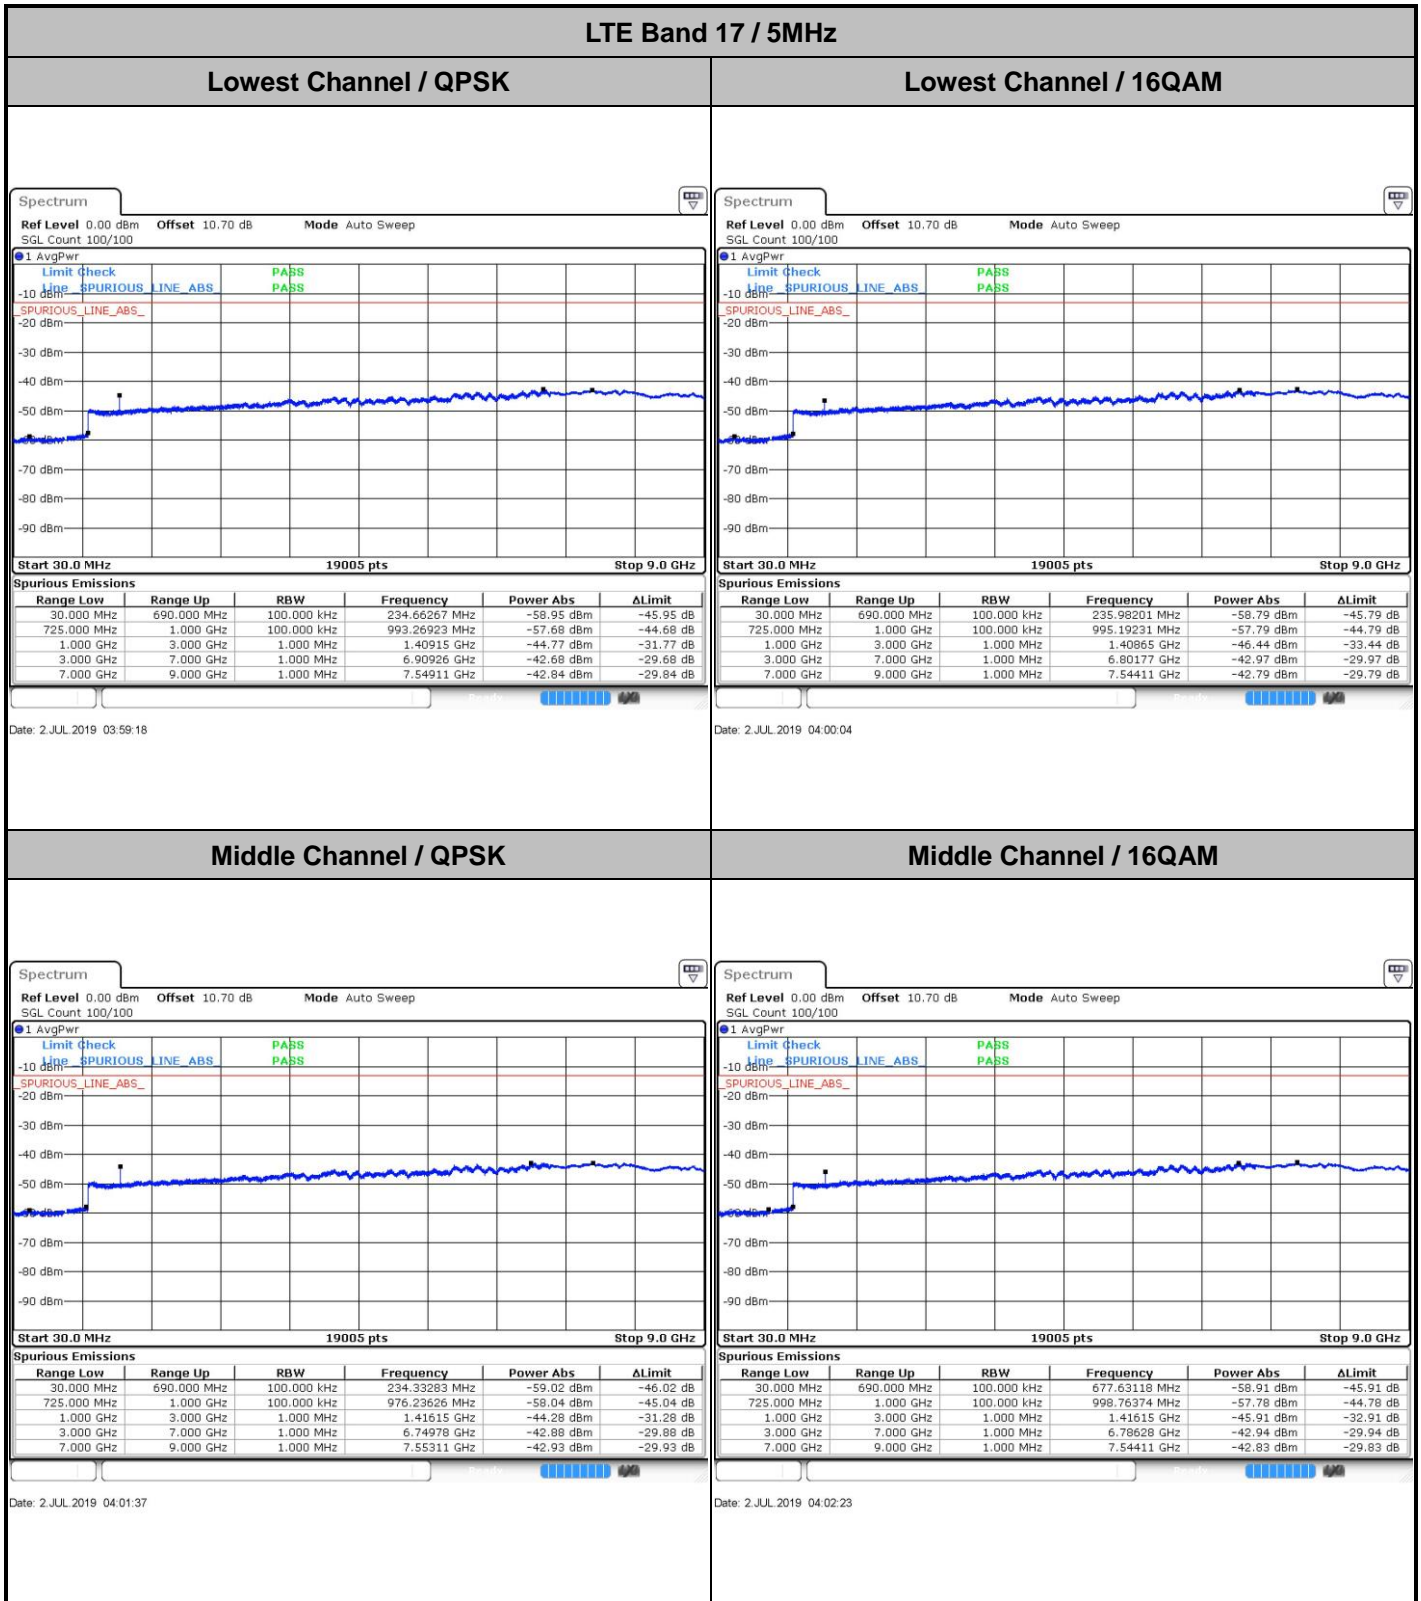 LTE Band 17 / 5MHz
Lowest Channel / QPSK
Lowest Channel / 16QAM
Spectrum
Ref Level 0.00 dBm Offset 10.70 dB Mode Auto Sweep
SGL Count 100/100
1 AvgPwr
Limit Check PASS
Line _SPURIOUS_LINE_ABS_ PASS
-10 dBm
_SPURIOUS_LINE_ABS_
-20 dBm
-30 dBm
-40 dBm
-50 dBm
-70 dBm
-80 dBm
-90 dBm
Start 30.0 MHz 19005 pts Stop 9.0 GHz
Spurious Emissions
Range Low Range Up RBW Frequency Power Abs ΔLimit
30.000 MHz 690.000 MHz 100.000 kHz 234.66267 MHz -58.95 dBm -45.95 dB
725.000 MHz 1.000 GHz 100.000 kHz 993.26923 MHz -57.68 dBm -44.68 dB
1.000 GHz 3.000 GHz 1.000 MHz 1.40915 GHz -44.77 dBm -31.77 dB
3.000 GHz 7.000 GHz 1.000 MHz 6.90926 GHz -42.68 dBm -29.68 dB
7.000 GHz 9.000 GHz 1.000 MHz 7.54911 GHz -42.84 dBm -29.84 dB
Date: 2.JUL.2019 03:59:18
Spectrum
Ref Level 0.00 dBm Offset 10.70 dB Mode Auto Sweep
SGL Count 100/100
1 AvgPwr
Limit Check PASS
Line _SPURIOUS_LINE_ABS_ PASS
-10 dBm
_SPURIOUS_LINE_ABS_
-20 dBm
-30 dBm
-40 dBm
-50 dBm
-70 dBm
-80 dBm
-90 dBm
Start 30.0 MHz 19005 pts Stop 9.0 GHz
Spurious Emissions
Range Low Range Up RBW Frequency Power Abs ΔLimit
30.000 MHz 690.000 MHz 100.000 kHz 235.98201 MHz -58.79 dBm -45.79 dB
725.000 MHz 1.000 GHz 100.000 kHz 995.19231 MHz -57.79 dBm -44.79 dB
1.000 GHz 3.000 GHz 1.000 MHz 1.40865 GHz -46.44 dBm -33.44 dB
3.000 GHz 7.000 GHz 1.000 MHz 6.80177 GHz -42.97 dBm -29.97 dB
7.000 GHz 9.000 GHz 1.000 MHz 7.54411 GHz -42.79 dBm -29.79 dB
Date: 2.JUL.2019 04:00:04
Middle Channel / QPSK
Middle Channel / 16QAM
Spectrum
Ref Level 0.00 dBm Offset 10.70 dB Mode Auto Sweep
SGL Count 100/100
1 AvgPwr
Limit Check PASS
Line _SPURIOUS_LINE_ABS_ PASS
-10 dBm
_SPURIOUS_LINE_ABS_
-20 dBm
-30 dBm
-40 dBm
-50 dBm
-70 dBm
-80 dBm
-90 dBm
Start 30.0 MHz 19005 pts Stop 9.0 GHz
Spurious Emissions
Range Low Range Up RBW Frequency Power Abs ΔLimit
30.000 MHz 690.000 MHz 100.000 kHz 234.33283 MHz -59.02 dBm -46.02 dB
725.000 MHz 1.000 GHz 100.000 kHz 976.23626 MHz -58.04 dBm -45.04 dB
1.000 GHz 3.000 GHz 1.000 MHz 1.41615 GHz -44.28 dBm -31.28 dB
3.000 GHz 7.000 GHz 1.000 MHz 6.74978 GHz -42.88 dBm -29.88 dB
7.000 GHz 9.000 GHz 1.000 MHz 7.55311 GHz -42.93 dBm -29.93 dB
Date: 2.JUL.2019 04:01:37
Spectrum
Ref Level 0.00 dBm Offset 10.70 dB Mode Auto Sweep
SGL Count 100/100
1 AvgPwr
Limit Check PASS
Line _SPURIOUS_LINE_ABS_ PASS
-10 dBm
_SPURIOUS_LINE_ABS_
-20 dBm
-30 dBm
-40 dBm
-50 dBm
-70 dBm
-80 dBm
-90 dBm
Start 30.0 MHz 19005 pts Stop 9.0 GHz
Spurious Emissions
Range Low Range Up RBW Frequency Power Abs ΔLimit
30.000 MHz 690.000 MHz 100.000 kHz 677.63118 MHz -58.91 dBm -45.91 dB
725.000 MHz 1.000 GHz 100.000 kHz 998.76374 MHz -57.78 dBm -44.78 dB
1.000 GHz 3.000 GHz 1.000 MHz 1.41615 GHz -45.91 dBm -32.91 dB
3.000 GHz 7.000 GHz 1.000 MHz 6.78628 GHz -42.94 dBm -29.94 dB
7.000 GHz 9.000 GHz 1.000 MHz 7.54411 GHz -42.83 dBm -29.83 dB
Date: 2.JUL.2019 04:02:23